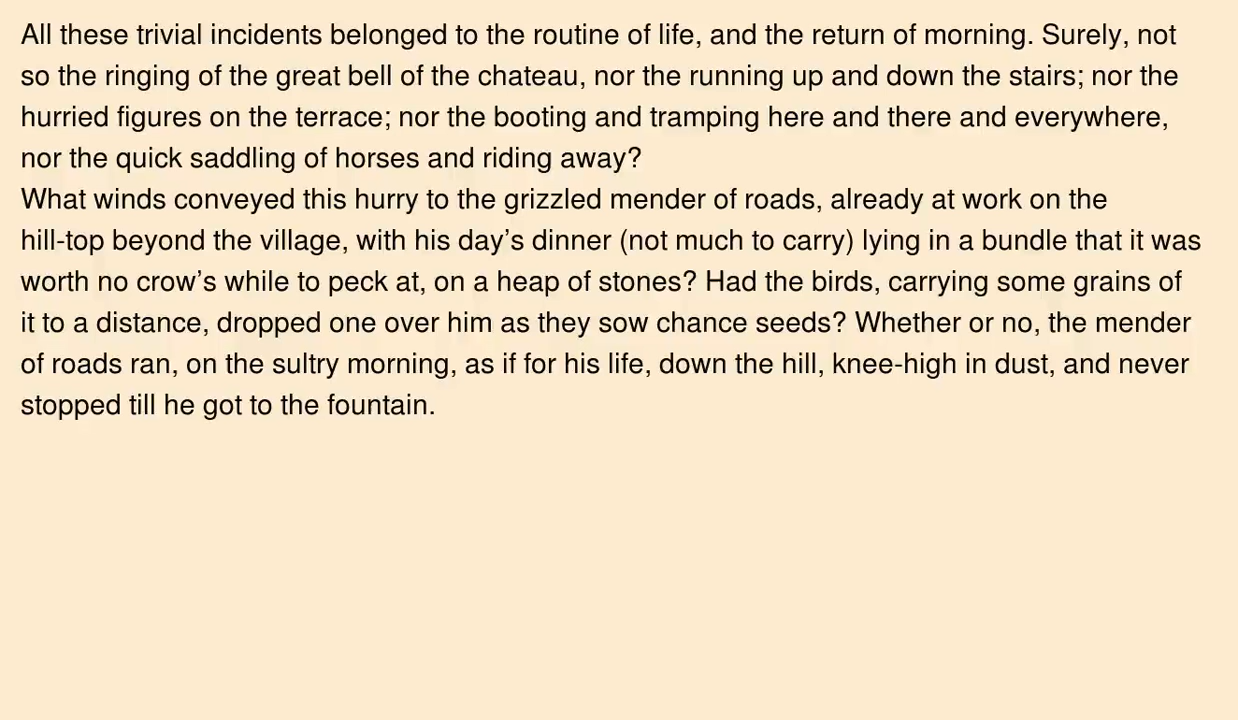 All these trivial incidents belonged to the routine of life, and the return of morning. Surely, not
so the ringing of the great bell of the chateau, nor the running up and down the stairs; nor the
hurried figures on the terrace; nor the booting and tramping here and there and everywhere,
nor the quick saddling of horses and riding away?
What winds conveyed this hurry to the grizzled mender of roads, already at work on the
hill-top beyond the village, with his day’s dinner (not much to carry) lying in a bundle that it was
worth no crow’s while to peck at, on a heap of stones? Had the birds, carrying some grains of
it to a distance, dropped one over him as they sow chance seeds? Whether or no, the mender
of roads ran, on the sultry morning, as if for his life, down the hill, knee-high in dust, and never
stopped till he got to the fountain.